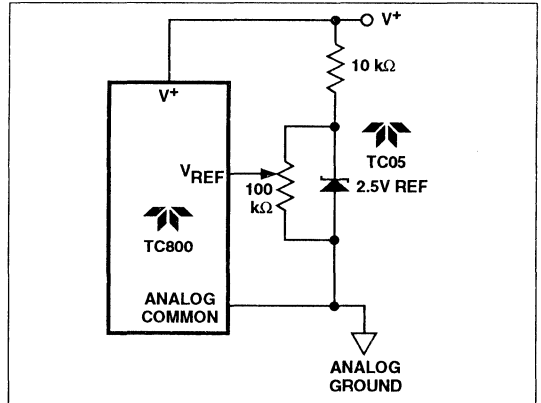 V+
10 kΩ
V+
TC05
VREF
100
kΩ
2.5V REF
TC800
ANALOG
COMMON
ANALOG
GROUND